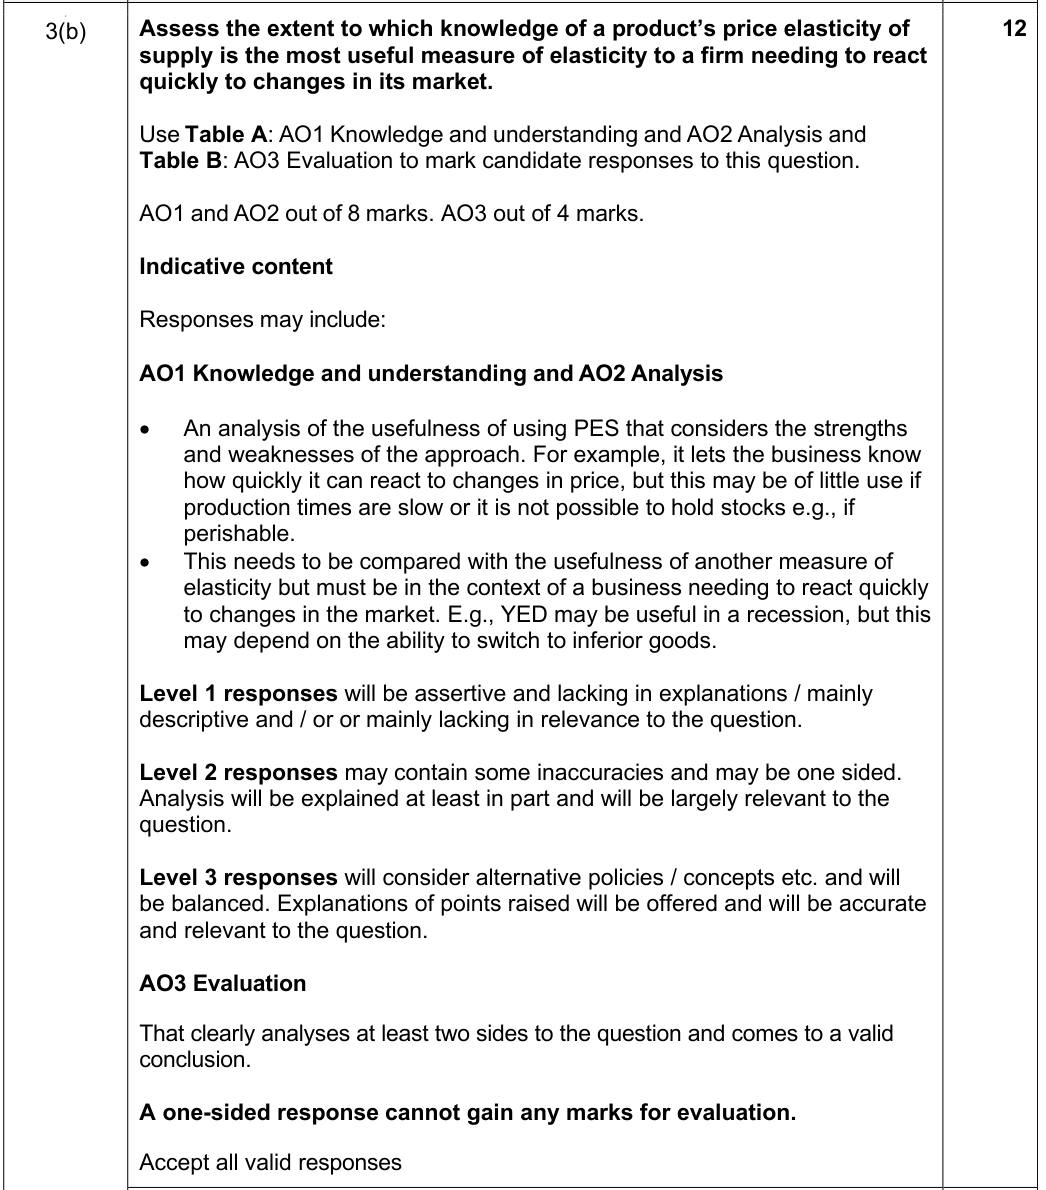 3(b)
Assess the extent to which knowledge of a product's price elasticity of
supply is the most useful measure of elasticity to a firm needing to react
quickly to changes in its market.
12
Use Table A: AO1 Knowledge and understanding and AO2 Analysis and
Table B: AO3 Evaluation to mark candidate responses to this question.
AO1 and AO2 out of 8 marks. AO3 out of 4 marks.
Indicative content
Responses may include:
AO1 Knowledge and understanding and AO2 Analysis
• An analysis of the usefulness of using PES that considers the strengths
and weaknesses of the approach. For example, it lets the business know
how quickly it can react to changes in price, but this may be of little use if
production times are slow or it is not possible to hold stocks e.g., if
perishable.
• This needs to be compared with the usefulness of another measure of
elasticity but must be in the context of a business needing to react quickly
to changes in the market. E.g., YED may be useful in a recession, but this
may depend on the ability to switch to inferior goods.
Level 1 responses will be assertive and lacking in explanations / mainly
descriptive and / or or mainly lacking in relevance to the question.
Level 2 responses may contain some inaccuracies and may be one sided.
Analysis will be explained at least in part and will be largely relevant to the
question.
Level 3 responses will consider alternative policies / concepts etc. and will
be balanced. Explanations of points raised will be offered and will be accurate
and relevant to the question.
AO3 Evaluation
That clearly analyses at least two sides to the question and comes to a valid
conclusion.
A one-sided response cannot gain any marks for evaluation.
Accept all valid responses